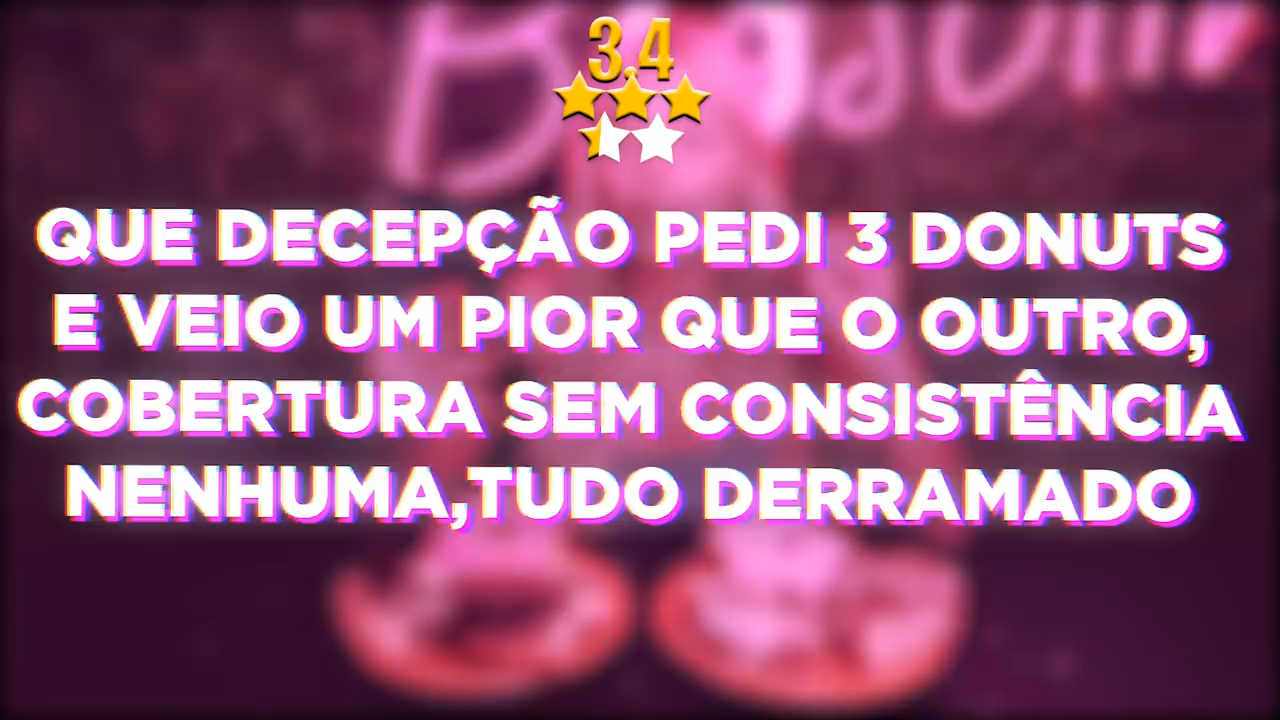 3.4
QUE DECEPÇÃO PEDI 3 DONUTS
E VEIO UM PIOR QUE O OUTRO,
COBERTURA SEM CONSISTÊNCIA
NENHUMA,TUDO DERRAMADO